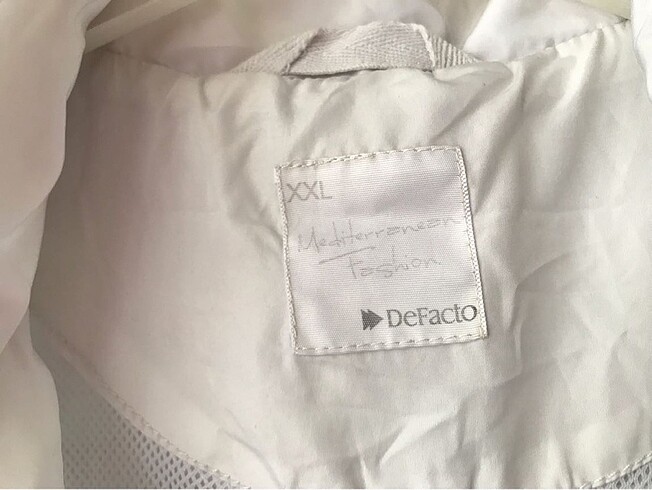 XXL
Mediterranean
Fashion
DeFacto